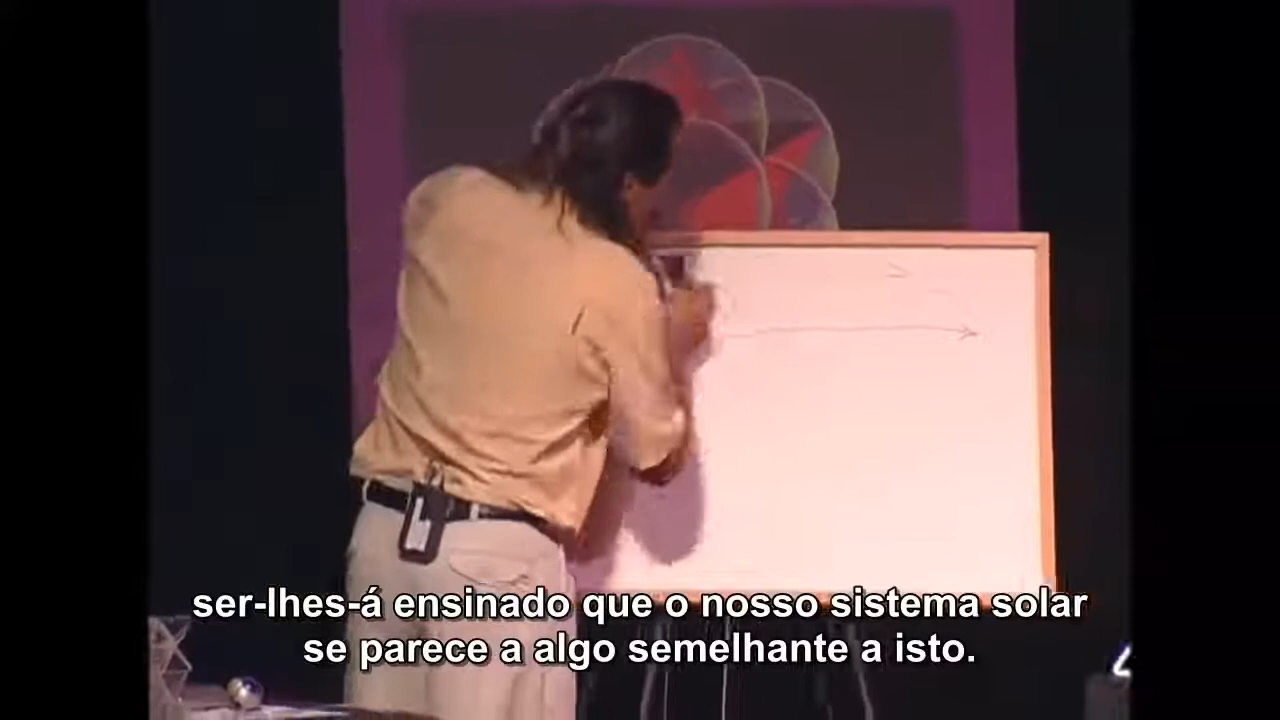 ser-lhes-á ensinado que o nosso sistema solar
se parece a algo semelhante a isto.